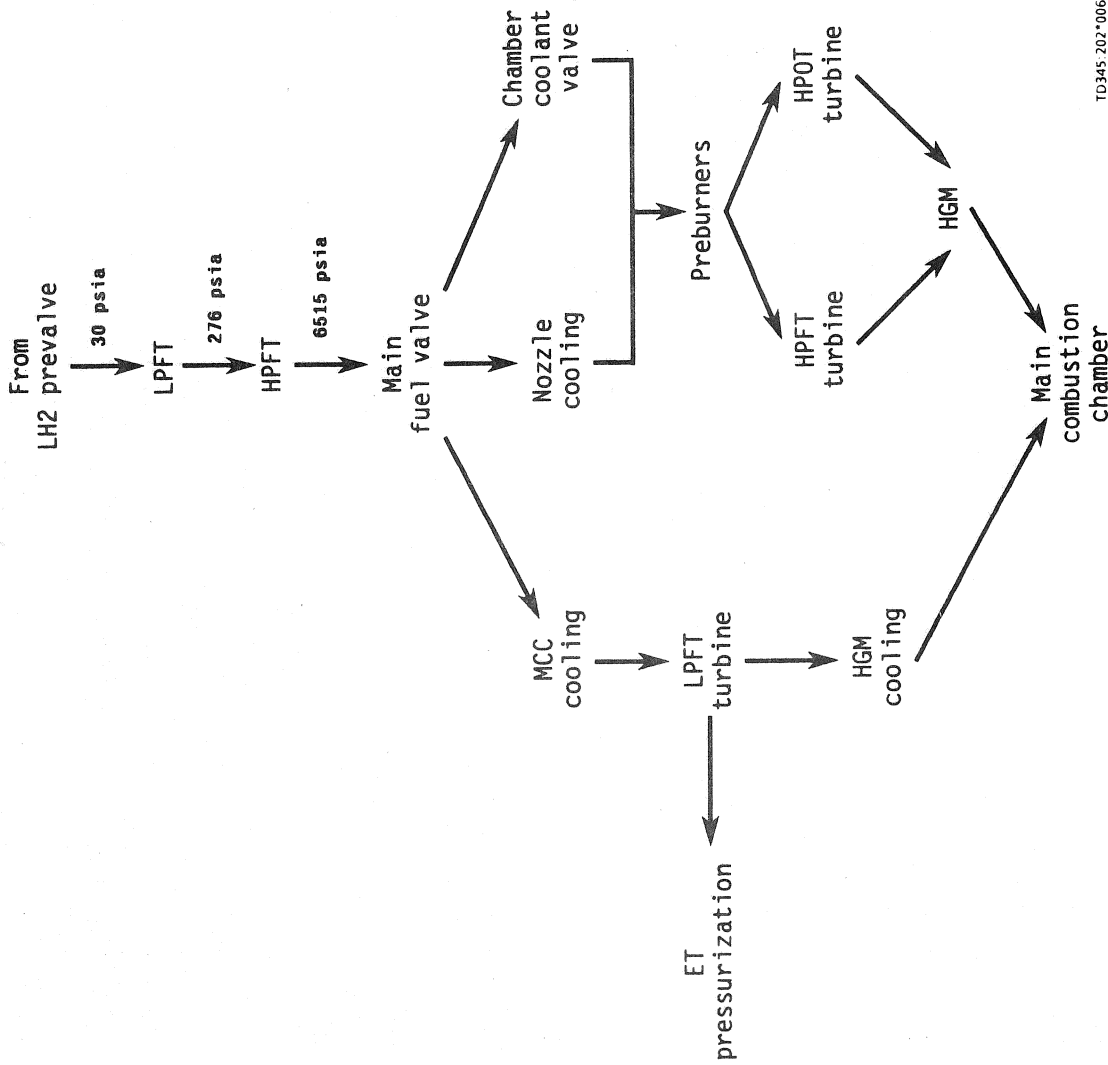 From
LH2 prevalve
30 psia
LPFT
276 psia
HPFT
6515 psia
Main
fuel valve
MCC
cooling
Nozzle
cooling
Chamber
coolant
valve
LPFT
turbine
ET
pressurization
HGM
cooling
Preburners
HPFT
turbine
HPOT
turbine
HGM
Main
combustion
chamber
TD345:202*006